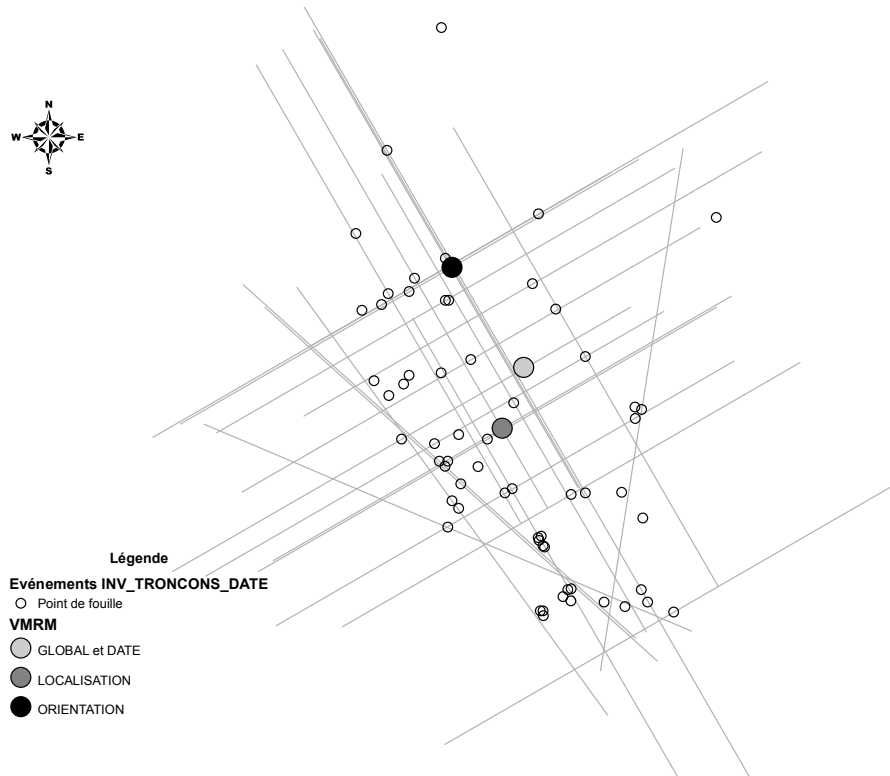 N
W E
S
Légende
Evénements INV_TRONCONS_DATE
Point de fouille
VMRM
GLOBAL et DATE
LOCALISATION
ORIENTATION